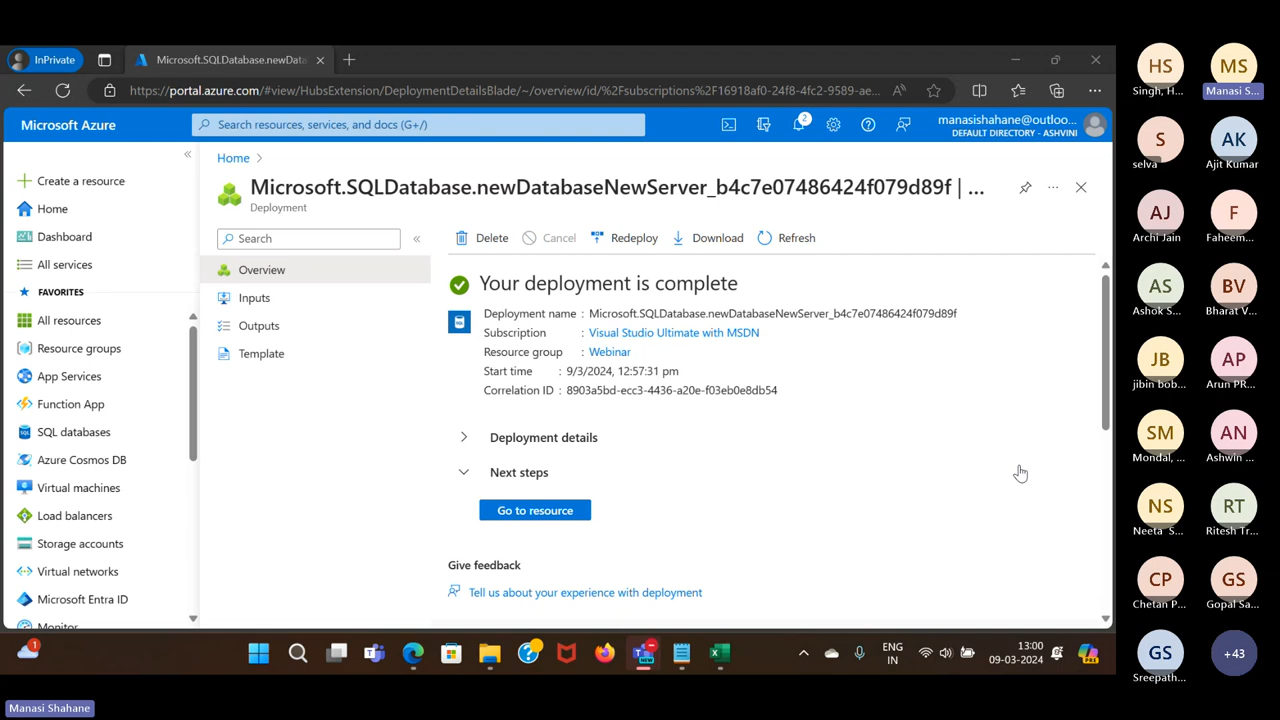 InPrivate
Microsoft.SQLDatabase.newData
https://portal.azure.com/#view/HubsExtension/DeploymentDetailsBlade/~/overview/id/%2Fsubscriptions%2F16918af0-24f8-4fc2-9589-ae...
Microsoft Azure
Search resources, services, and docs (G+/)
2
manasishahane@outloo...
DEFAULT DIRECTORY - ASHVINI
Create a resource
Home
Dashboard
All services
FAVORITES
All resources
Resource groups
App Services
Function App
SQL databases
Azure Cosmos DB
Virtual machines
Load balancers
Storage accounts
Virtual networks
Microsoft Entra ID
Monitor
Home
Microsoft.SQLDatabase.newDatabaseNewServer_b4c7e07486424f079d89f | ...
Deployment
Search
Overview
Inputs
Outputs
Template
Delete
Cancel
Redeploy
Download
Refresh
Your deployment is complete
Deployment name : Microsoft.SQLDatabase.newDatabaseNewServer_b4c7e07486424f079d89f
Subscription : Visual Studio Ultimate with MSDN
Resource group : Webinar
Start time : 9/3/2024, 12:57:31 pm
Correlation ID : 8903a5bd-ecc3-4436-a20e-f03eb0e8db54
Deployment details
Next steps
Go to resource
Give feedback
Tell us about your experience with deployment
1
NEW
ENG
IN
13:00
09-03-2024
PRE
Manasi Shahane
HS
Singh, H...
MS
Manasi S...
S
selva
AK
Ajit Kumar
AJ
Archi Jain
F
Faheem...
AS
Ashok S...
BV
Bharat V...
JB
jibin bob...
AP
Arun PR...
SM
Mondal, ...
AN
Ashwin ...
NS
Neeta S...
RT
Ritesh Tr...
CP
Chetan P...
GS
Gopal Sa...
GS
Sreepath...
+43